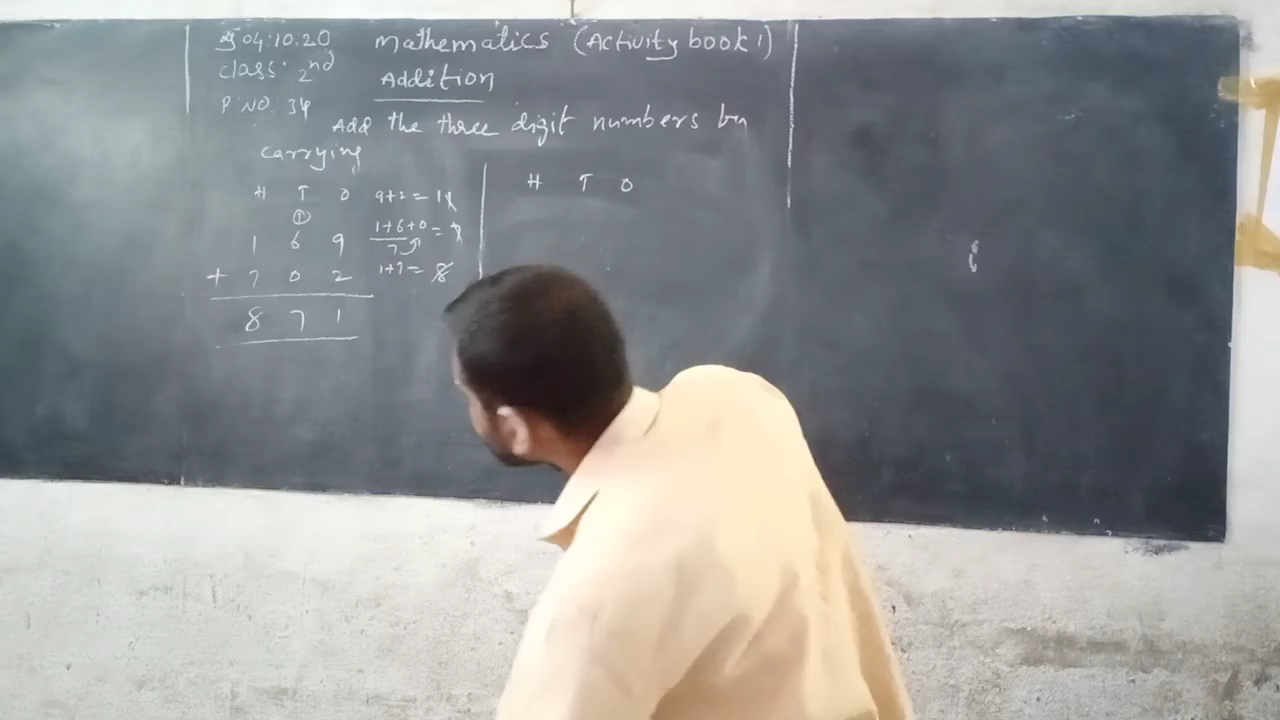 04.10.20 Mathematics (Activity book 1)
Class 2nd Addition
P.NO. 34
Add the three digit numbers by
carrying
H T O 9+2=11
①
1 6 9 1+6+0=7
7
+ 7 0 2 1+7=8
8 7 1
H T O